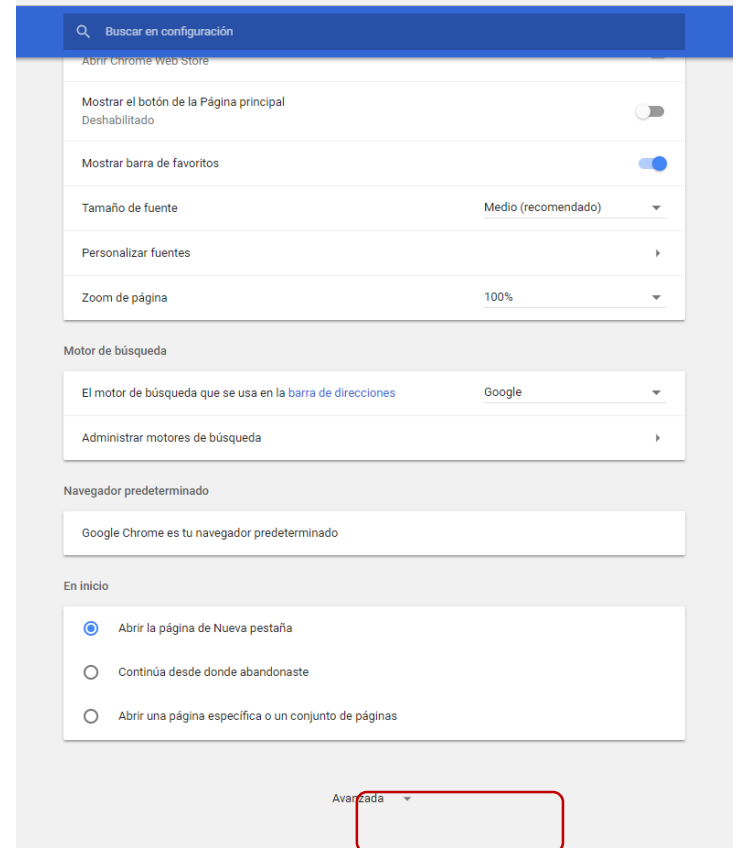 Buscar en configuración
Abrir Chrome Web Store
Mostrar el botón de la Página principal
Deshabilitado
Mostrar barra de favoritos
Tamaño de fuente Medio (recomendado)
Personalizar fuentes
Zoom de página 100%
Motor de búsqueda
El motor de búsqueda que se usa en la barra de direcciones Google
Administrar motores de búsqueda
Navegador predeterminado
Google Chrome es tu navegador predeterminado
En inicio
Abrir la página de Nueva pestaña
Continúa desde donde abandonaste
Abrir una página específica o un conjunto de páginas
Avanzada